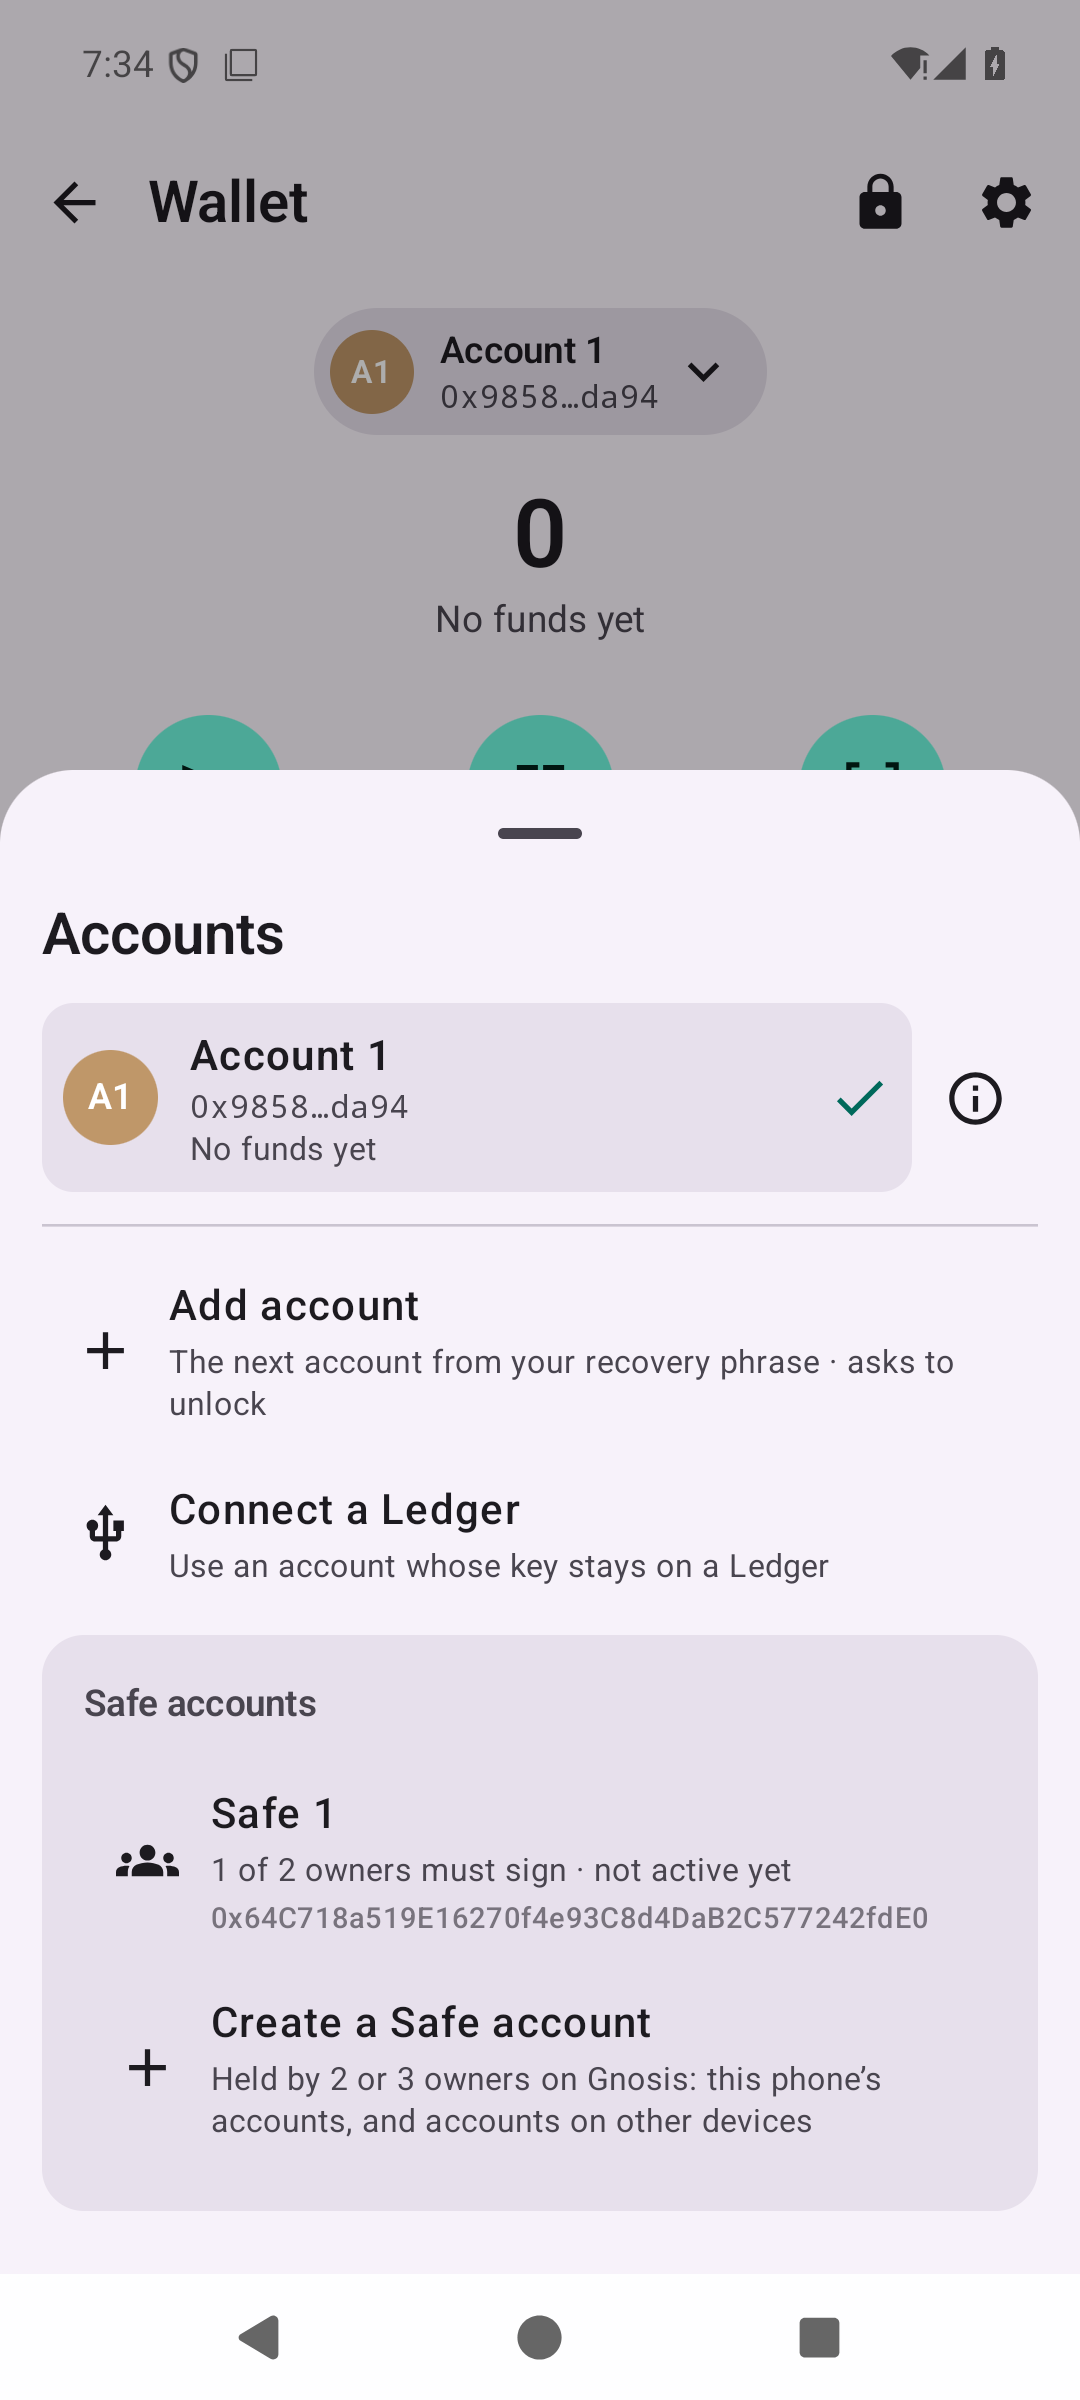 7:34
Wallet
A1
Account 1
0x9858…da94
0
No funds yet
Accounts
A1
Account 1
0x9858…da94
No funds yet
Add account
The next account from your recovery phrase · asks to
unlock
Connect a Ledger
Use an account whose key stays on a Ledger
Safe accounts
Safe 1
1 of 2 owners must sign · not active yet
0x64C718a519E16270f4e93C8d4DaB2C577242fdE0
Create a Safe account
Held by 2 or 3 owners on Gnosis: this phone’s
accounts, and accounts on other devices